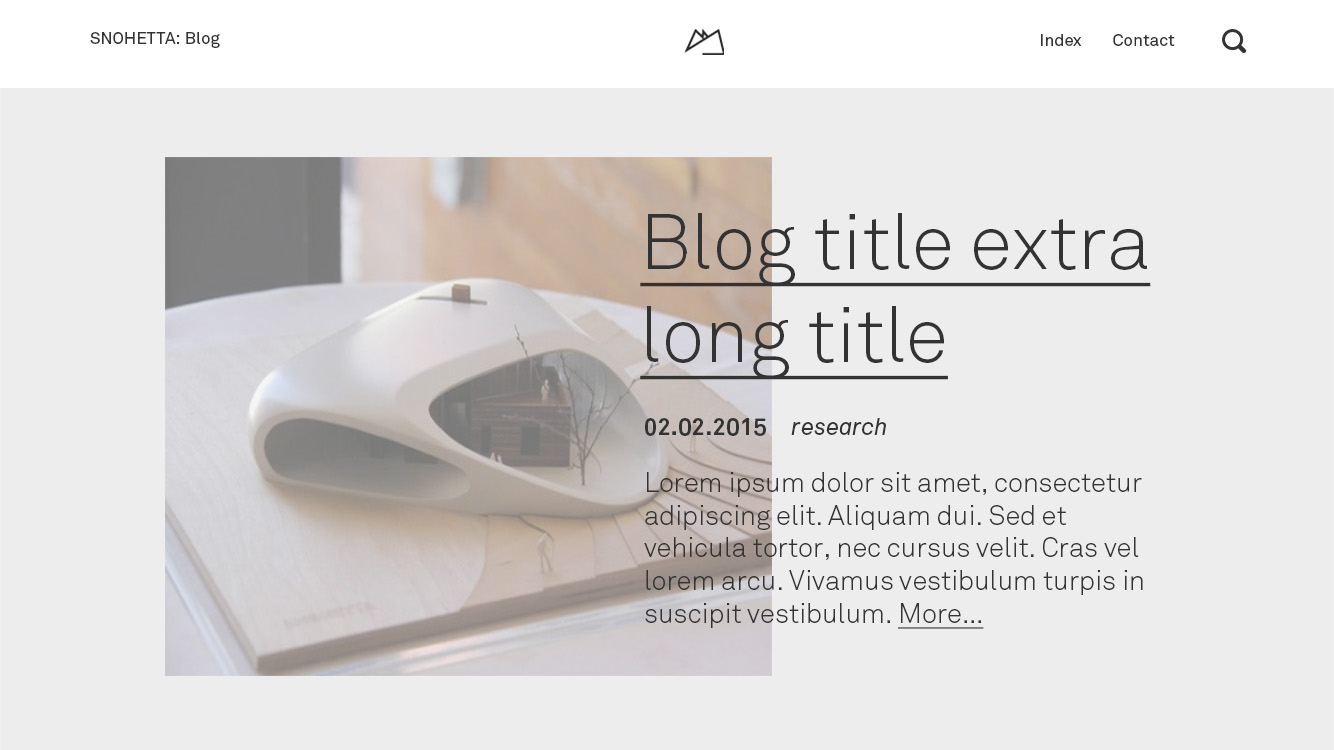 SNOHETTA: Blog
Index
Contact
Blog title extra
long title
02.02.2015 research
Lorem ipsum dolor sit amet, consectetur
adipiscing elit. Aliquam dui. Sed et
vehicula tortor, nec cursus velit. Cras vel
lorem arcu. Vivamus vestibulum turpis in
suscipit vestibulum. More...